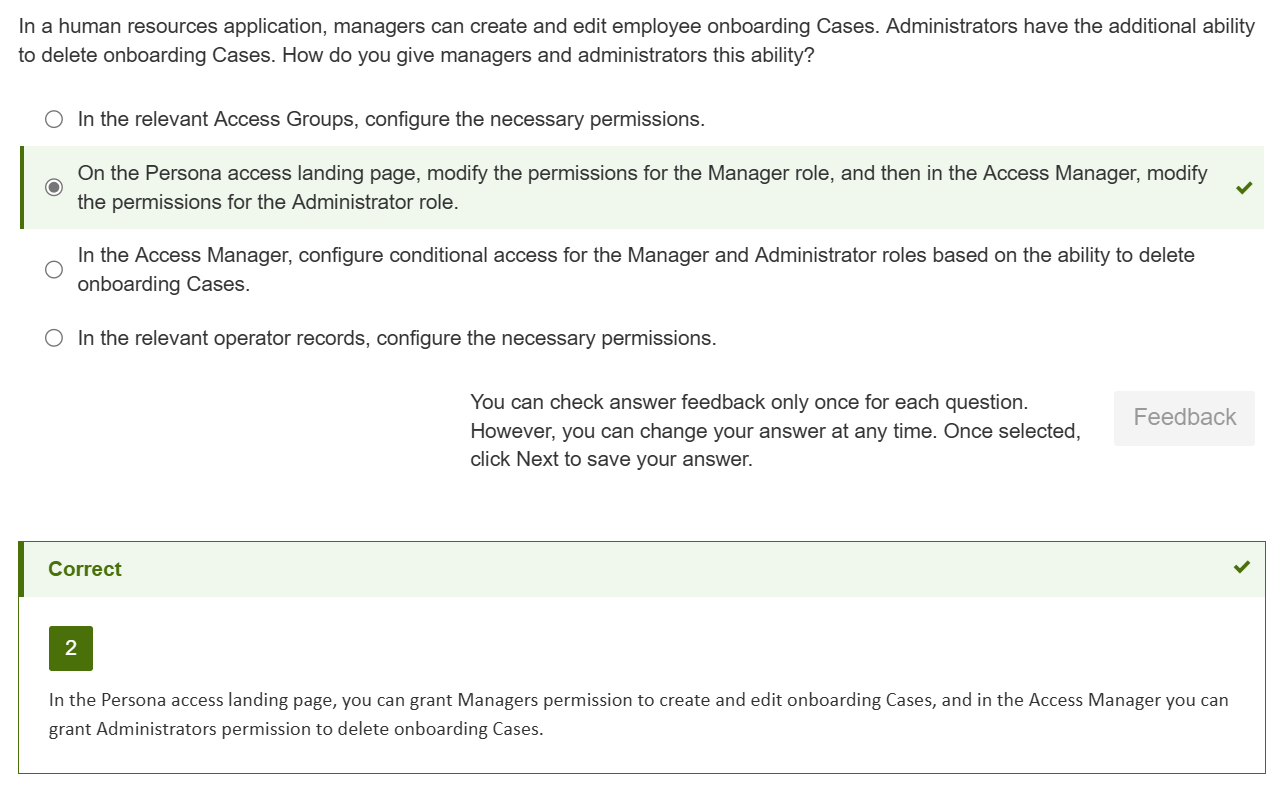 In a human resources application, managers can create and edit employee onboarding Cases. Administrators have the additional ability
to delete onboarding Cases. How do you give managers and administrators this ability?
In the relevant Access Groups, configure the necessary permissions.
On the Persona access landing page, modify the permissions for the Manager role, and then in the Access Manager, modify
the permissions for the Administrator role.
In the Access Manager, configure conditional access for the Manager and Administrator roles based on the ability to delete
onboarding Cases.
In the relevant operator records, configure the necessary permissions.
You can check answer feedback only once for each question.
However, you can change your answer at any time. Once selected,
click Next to save your answer.
Feedback
Correct
2
In the Persona access landing page, you can grant Managers permission to create and edit onboarding Cases, and in the Access Manager you can
grant Administrators permission to delete onboarding Cases.